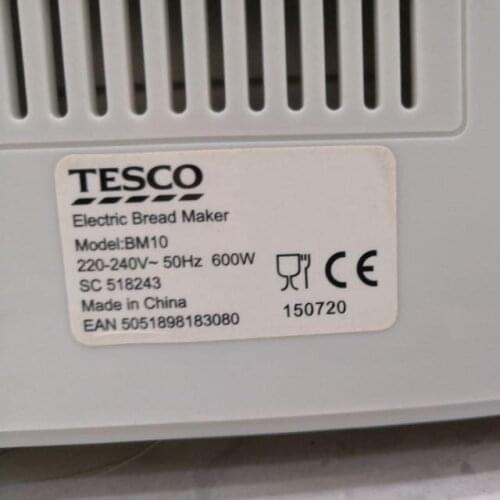 TESCO
Electric Bread Maker
Model:BM10
220-240V~ 50Hz 600W
SC 518243
Made in China
EAN 5051898183080
CE
150720